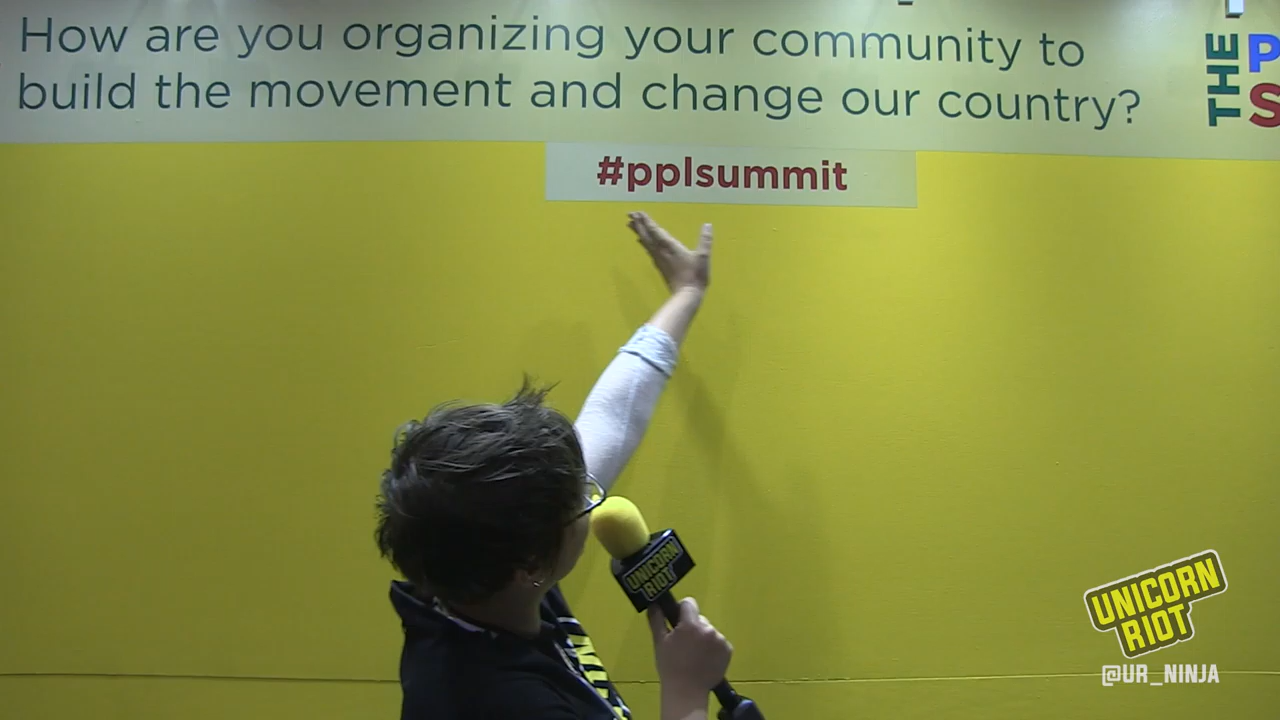 How are you organizing your community to
build the movement and change our country?
THE
P
S
#pplsummit
UNICORN
RIOT
UNICORN
RIOT
@UR_NINJA